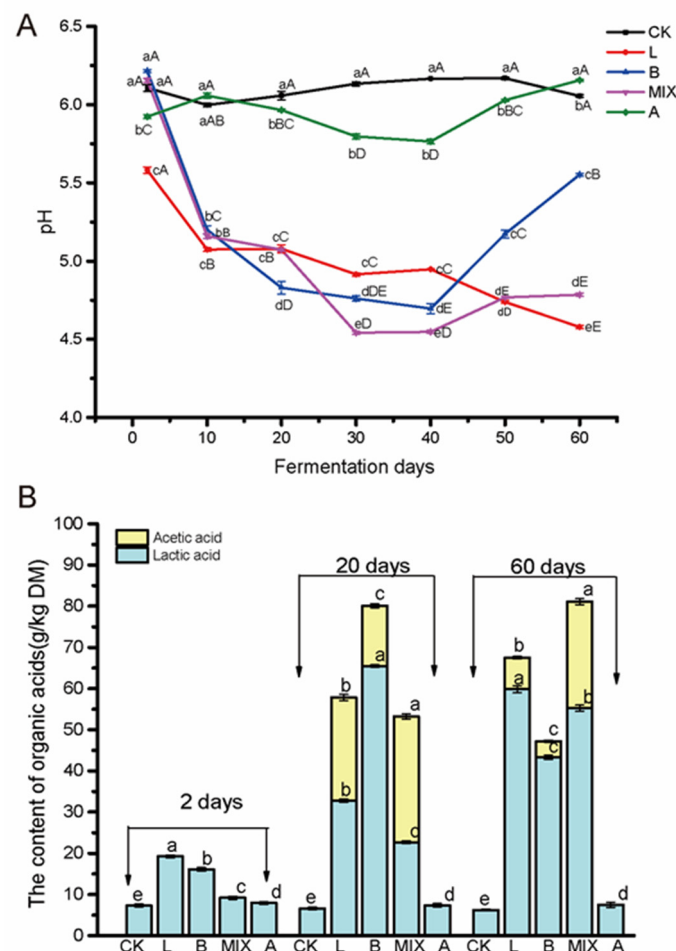 A
6.5
6.0
5.5
5.0
4.5
4.0
pH
0 10 20 30 40 50 60
Fermentation days
CK
L
B
MIX
A
aA aA aA aA aA aA aA aA
bC aAB bBC bD bD bBC bA
cA bC bB cC cC cC cC cB
cB cB dD dDE dE dE dD dE
eD eD eE
B
100
90
80
70
60
50
40
30
20
10
0
The content of organic acids(g/kg DM)
Acetic acid
Lactic acid
2 days
20 days
60 days
e a b c d
e b b c a a d d
e b a c c a b d
CK L B MIX A CK L B MIX A CK L B MIX A